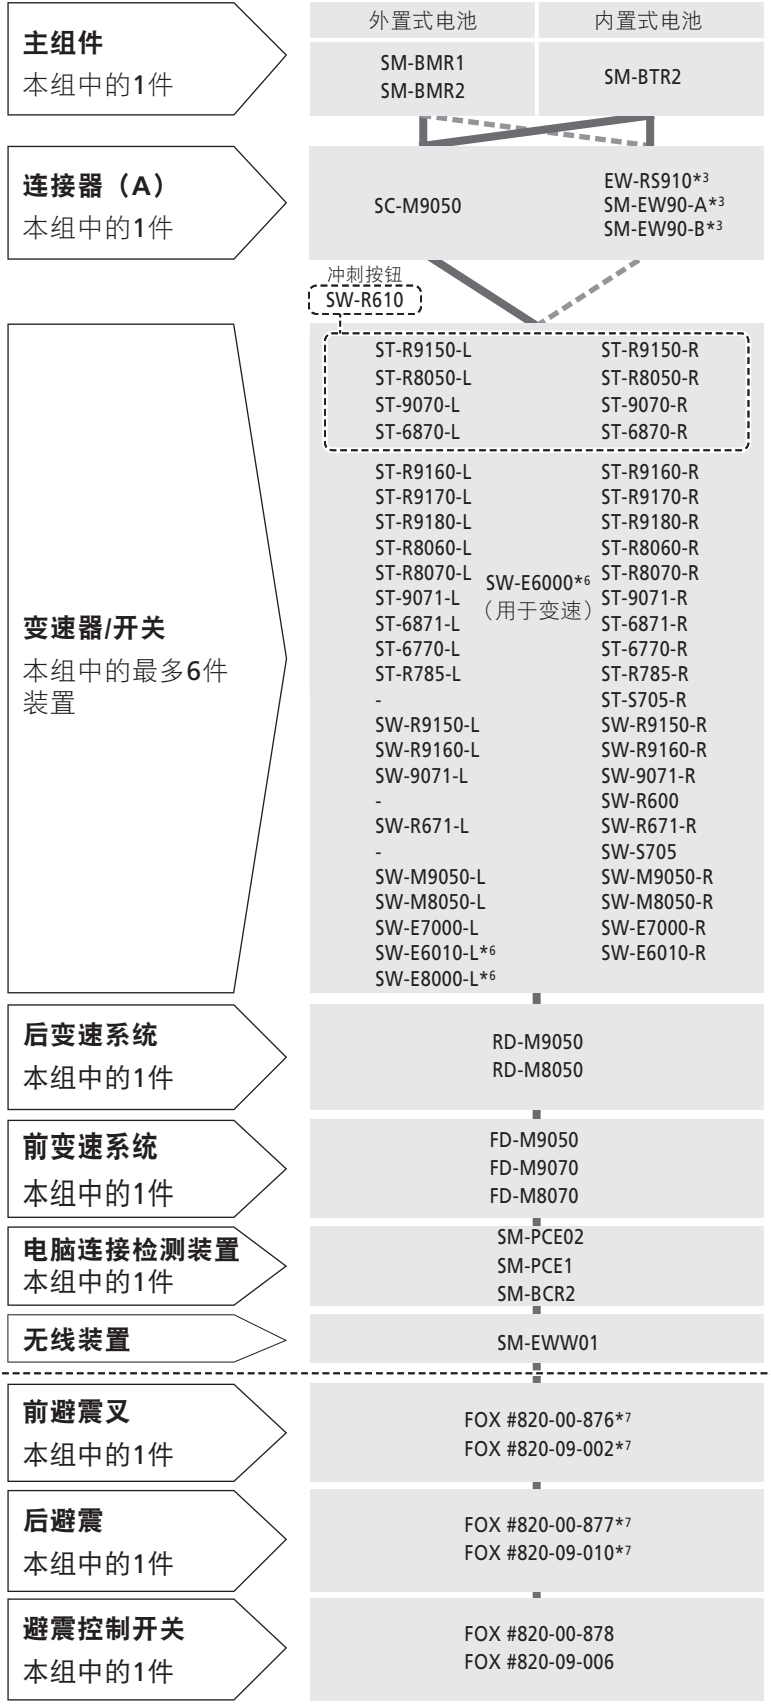 外置式电池 内置式电池
主组件
本组中的1件
SM-BMR1
SM-BMR2
SM-BTR2
连接器（A）
本组中的1件
SC-M9050
EW-RS910*3
SM-EW90-A*3
SM-EW90-B*3
冲刺按钮
SW-R610
变速器/开关
本组中的最多6件
装置
ST-R9150-L ST-R9150-R
ST-R8050-L ST-R8050-R
ST-9070-L ST-9070-R
ST-6870-L ST-6870-R
ST-R9160-L ST-R9160-R
ST-R9170-L ST-R9170-R
ST-R9180-L ST-R9180-R
ST-R8060-L ST-R8060-R
ST-R8070-L ST-R8070-R
SW-E6000*6
（用于变速）
ST-9071-L ST-9071-R
ST-6871-L ST-6871-R
ST-6770-L ST-6770-R
ST-R785-L ST-R785-R
- ST-S705-R
SW-R9150-L SW-R9150-R
SW-R9160-L SW-R9160-R
SW-9071-L SW-9071-R
- SW-R600
SW-R671-L SW-R671-R
- SW-S705
SW-M9050-L SW-M9050-R
SW-M8050-L SW-M8050-R
SW-E7000-L SW-E7000-R
SW-E6010-L*6 SW-E6010-R
SW-E8000-L*6
后变速系统
本组中的1件
RD-M9050
RD-M8050
前变速系统
本组中的1件
FD-M9050
FD-M9070
FD-M8070
电脑连接检测装置
本组中的1件
SM-PCE02
SM-PCE1
SM-BCR2
无线装置
SM-EWW01
前避震叉
本组中的1件
FOX #820-00-876*7
FOX #820-09-002*7
后避震
本组中的1件
FOX #820-00-877*7
FOX #820-09-010*7
避震控制开关
本组中的1件
FOX #820-00-878
FOX #820-09-006